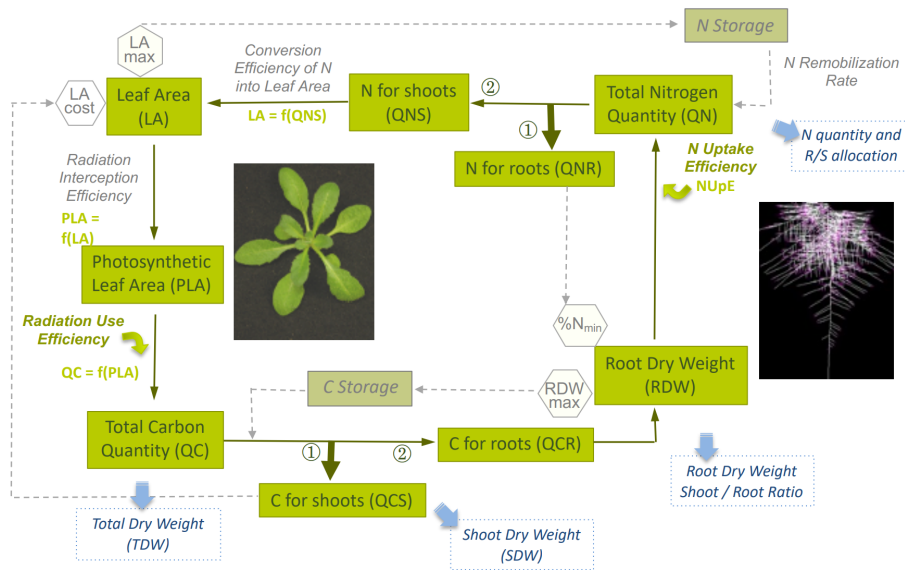 LA
max
N Storage
Conversion
Efficiency of N
into Leaf Area
N Remobilization
Rate
LA
cost
Leaf Area
(LA)
LA = f(QNS)
N for shoots
(QNS)
②
①
Total Nitrogen
Quantity (QN)
N quantity and
R/S allocation
N for roots (QNR)
N Uptake
Efficiency
NUpE
Radiation
Interception
Efficiency
PLA =
f(LA)
Photosynthetic
Leaf Area (PLA)
Radiation Use
Efficiency
QC = f(PLA)
%Nmin
Root Dry Weight
(RDW)
RDW
max
C Storage
Total Carbon
Quantity (QC)
①
②
C for roots (QCR)
C for shoots (QCS)
Root Dry Weight
Shoot / Root Ratio
Total Dry Weight
(TDW)
Shoot Dry Weight
(SDW)